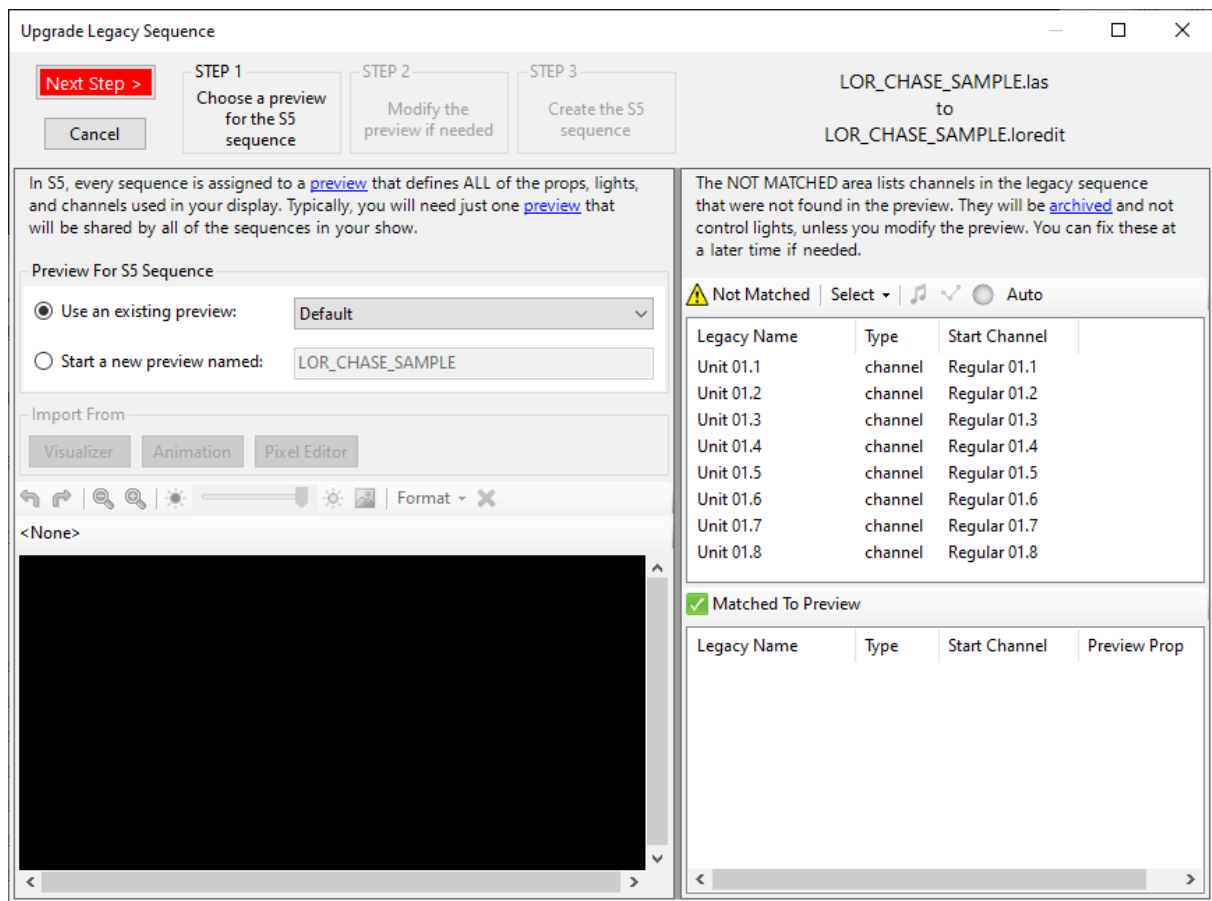 Upgrade Legacy Sequence
Next Step >
Cancel
STEP 1
Choose a preview
for the S5
sequence
STEP 2
Modify the
preview if needed
STEP 3
Create the S5
sequence
LOR_CHASE_SAMPLE.las
to
LOR_CHASE_SAMPLE.loredit
In S5, every sequence is assigned to a preview that defines ALL of the props, lights,
and channels used in your display. Typically, you will need just one preview that
will be shared by all of the sequences in your show.
Preview For S5 Sequence
Use an existing preview: Default
Start a new preview named: LOR_CHASE_SAMPLE
Import From
Visualizer Animation Pixel Editor
Format
<None>
The NOT MATCHED area lists channels in the legacy sequence
that were not found in the preview. They will be archived and not
control lights, unless you modify the preview. You can fix these at
a later time if needed.
Not Matched Select Auto
Legacy Name Type Start Channel
Unit 01.1 channel Regular 01.1
Unit 01.2 channel Regular 01.2
Unit 01.3 channel Regular 01.3
Unit 01.4 channel Regular 01.4
Unit 01.5 channel Regular 01.5
Unit 01.6 channel Regular 01.6
Unit 01.7 channel Regular 01.7
Unit 01.8 channel Regular 01.8
Matched To Preview
Legacy Name Type Start Channel Preview Prop